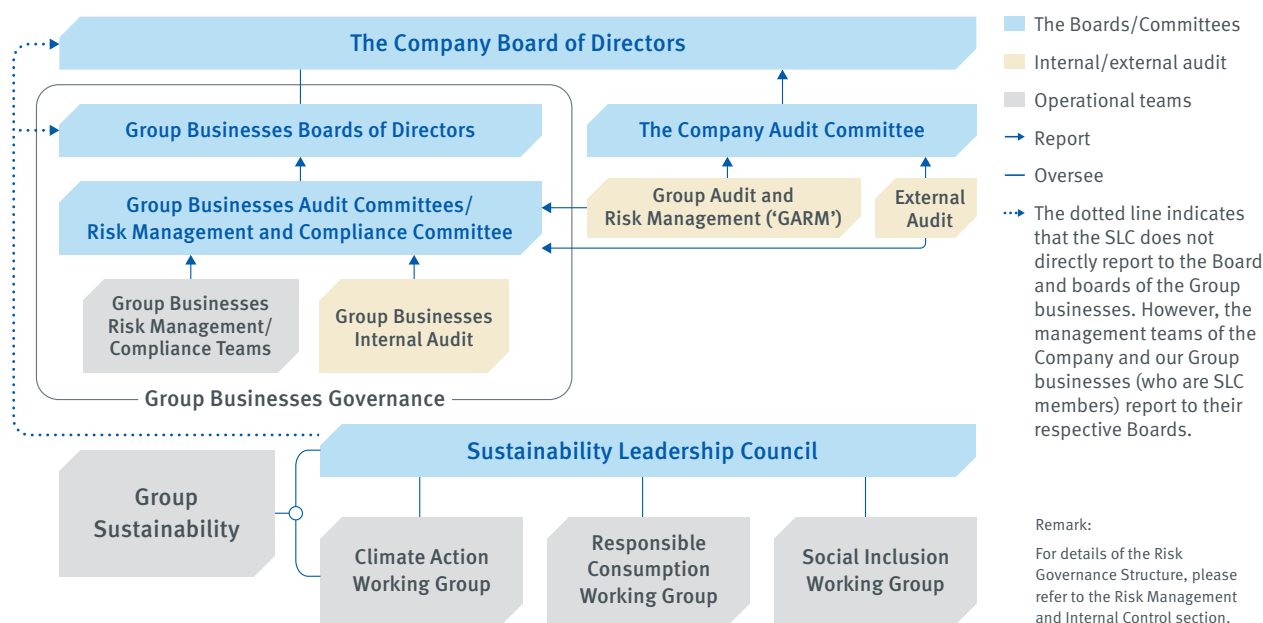 The Company Board of Directors
Group Businesses Boards of Directors
The Company Audit Committee
Group Businesses Audit Committees/
Risk Management and Compliance Committee
Group Audit and
Risk Management (‘GARM’)
External
Audit
Group Businesses
Risk Management/
Compliance Teams
Group Businesses
Internal Audit
Group Businesses Governance
Sustainability Leadership Council
Group
Sustainability
Climate Action
Working Group
Responsible
Consumption
Working Group
Social Inclusion
Working Group
The Boards/Committees
Internal/external audit
Operational teams
Report
Oversee
The dotted line indicates
that the SLC does not
directly report to the Board
and boards of the Group
businesses. However, the
management teams of the
Company and our Group
businesses (who are SLC
members) report to their
respective Boards.
Remark:
For details of the Risk
Governance Structure, please
refer to the Risk Management
and Internal Control section.